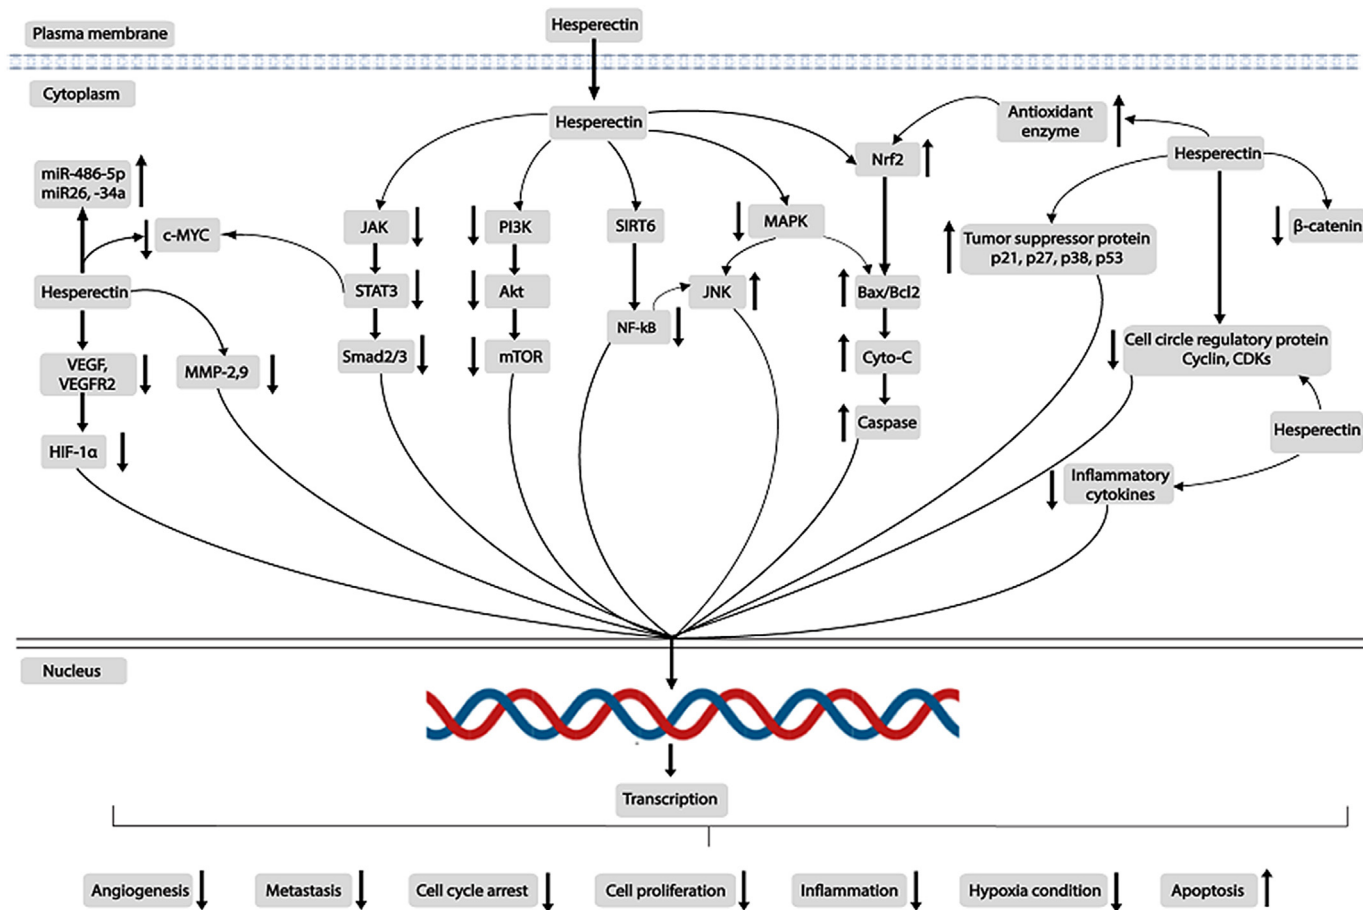 Hesperectin
Plasma membrane
Cytoplasm
Hesperectin
Antioxidant
enzyme
Nrf2
Hesperectin
miR-486-5p
miR26, -34a
c-MYC
JAK
PI3K
SIRT6
MAPK
Tumor suppressor protein
p21, p27, p38, p53
β-catenin
Hesperectin
STAT3
Akt
JNK
Bax/Bcl2
NF-kB
VEGF,
VEGFR2
MMP-2,9
Smad2/3
mTOR
Cyto-C
Cell circle regulatory protein
Cyclin, CDKs
Caspase
Hesperectin
HIF-1α
Inflammatory
cytokines
Nucleus
Transcription
Angiogenesis
Metastasis
Cell cycle arrest
Cell proliferation
Inflammation
Hypoxia condition
Apoptosis